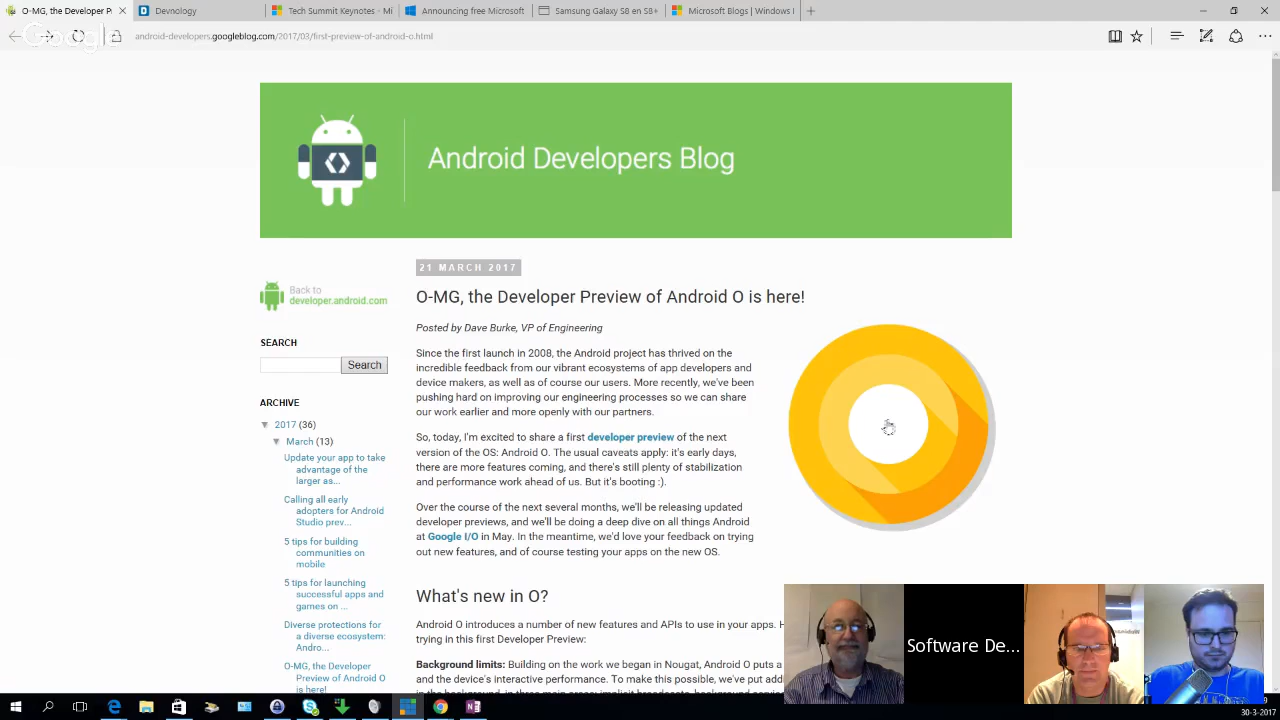 O-MG, the Developer Preview
Devnology
2017 Tech Summit Keynotes - Mi
Announcing free Microsoft
Samsung Galaxy S8 en S8+
Microsoft Blogs | Windows
android-developers.googleblog.com/2017/03/first-preview-of-android-o.html
Android Developers Blog
21 MARCH 2017
O-MG, the Developer Preview of Android O is here!
Back to
developer.android.com
Posted by Dave Burke, VP of Engineering
SEARCH
Search
Since the first launch in 2008, the Android project has thrived on the
incredible feedback from our vibrant ecosystems of app developers and
device makers, as well as of course our users. More recently, we've been
pushing hard on improving our engineering processes so we can share
our work earlier and more openly with our partners.
So, today, I'm excited to share a first developer preview of the next
version of the OS: Android O. The usual caveats apply: it's early days,
there are more features coming, and there's still plenty of stabilization
and performance work ahead of us. But it's booting :).
Over the course of the next several months, we'll be releasing updated
developer previews, and we'll be doing a deep dive on all things Android
at Google I/O in May. In the meantime, we'd love your feedback on trying
out new features, and of course testing your apps on the new OS.
ARCHIVE
2017 (36)
March (13)
Update your app to take
advantage of the
larger as...
Calling all early
adopters for Android
Studio prev...
5 tips for building
communities on
mobile
5 tips for launching
successful apps and
games on ...
Diverse protections for
a diverse ecosystem:
Andro...
O-MG, the Developer
Preview of Android O
is here!
What's new in O?
Android O introduces a number of new features and APIs to use in your apps.
trying in this first Developer Preview:
Background limits: Building on the work we began in Nougat, Android O puts a
and the device's interactive performance. To make this possible, we've put
Software De...
30-3-2017